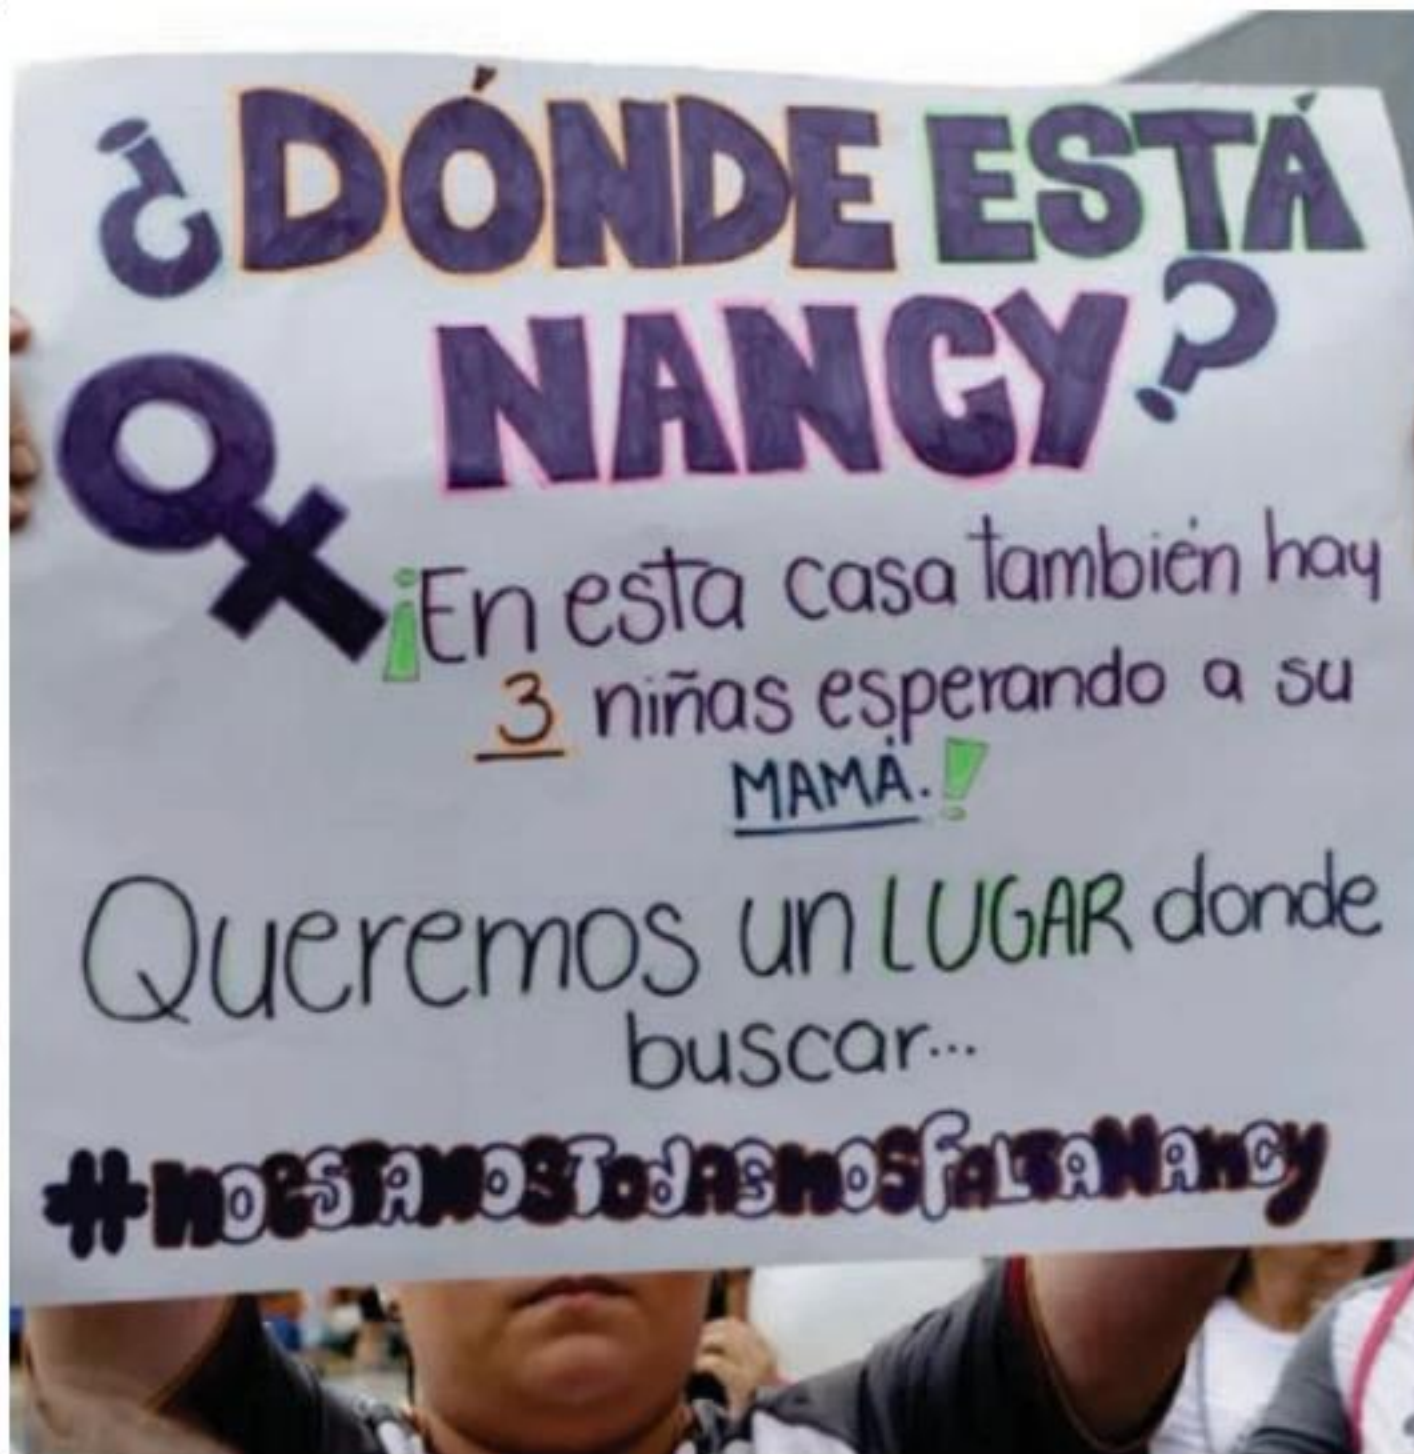 ¿DÓNDE ESTÁ
NANCY?
¡En esta casa también hay
3 niñas esperando a su
MAMÁ.!
Queremos un LUGAR donde
buscar...
#NOESTAMOSTodASNOSFALTANANCy